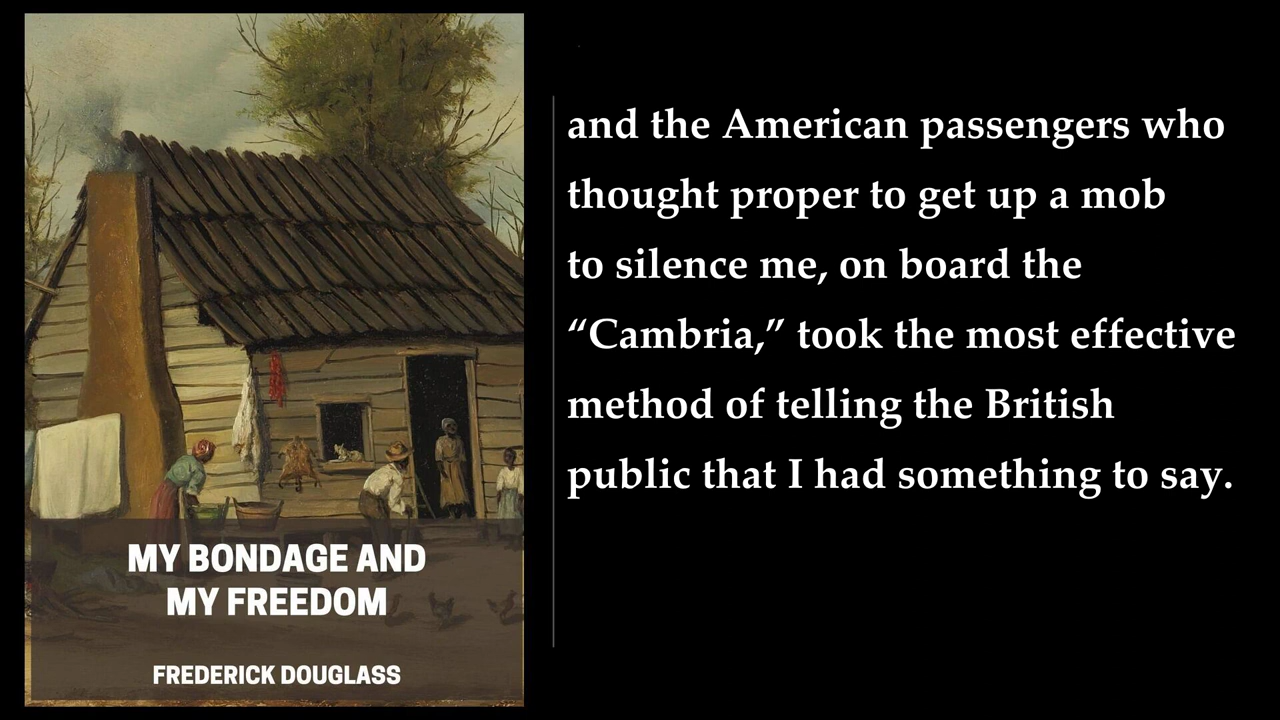 MY BONDAGE AND
MY FREEDOM
FREDERICK DOUGLASS
and the American passengers who
thought proper to get up a mob
to silence me, on board the
“Cambria,” took the most effective
method of telling the British
public that I had something to say.